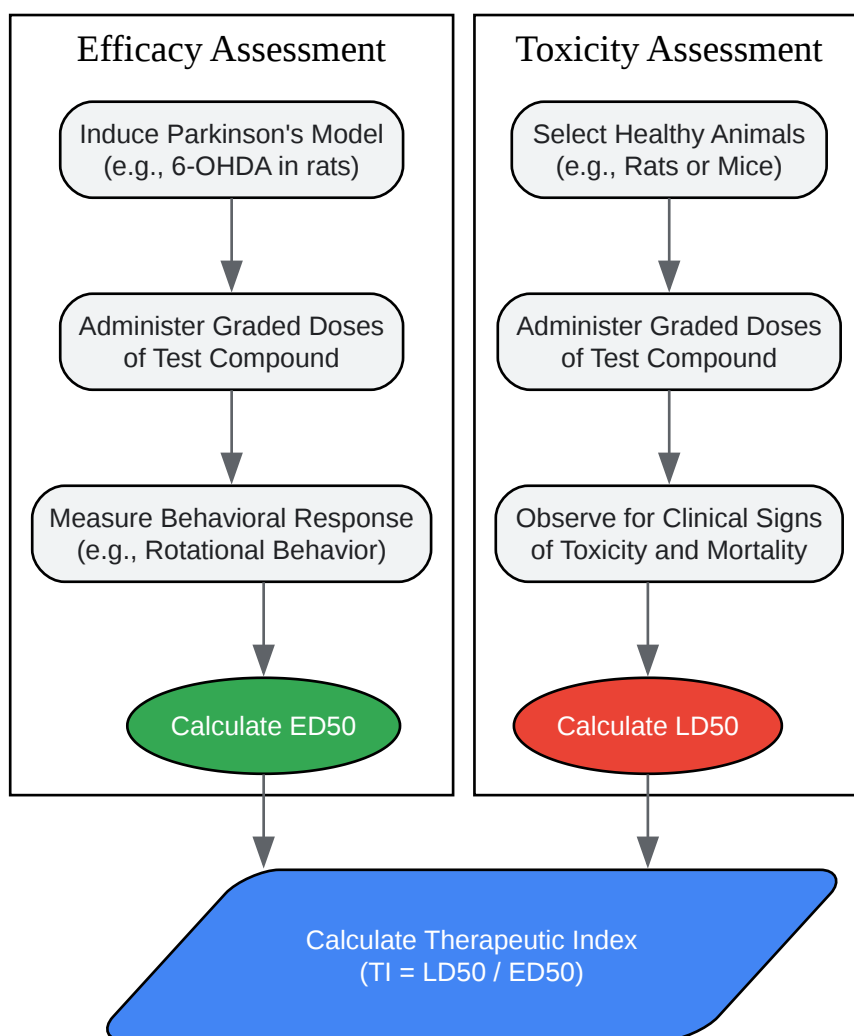 Efficacy Assessment
Induce Parkinson's Model
(e.g., 6-OHDA in rats)
Administer Graded Doses
of Test Compound
Measure Behavioral Response
(e.g., Rotational Behavior)
Calculate ED50
Toxicity Assessment
Select Healthy Animals
(e.g., Rats or Mice)
Administer Graded Doses
of Test Compound
Observe for Clinical Signs
of Toxicity and Mortality
Calculate LD50
Calculate Therapeutic Index
(TI = LD50 / ED50)